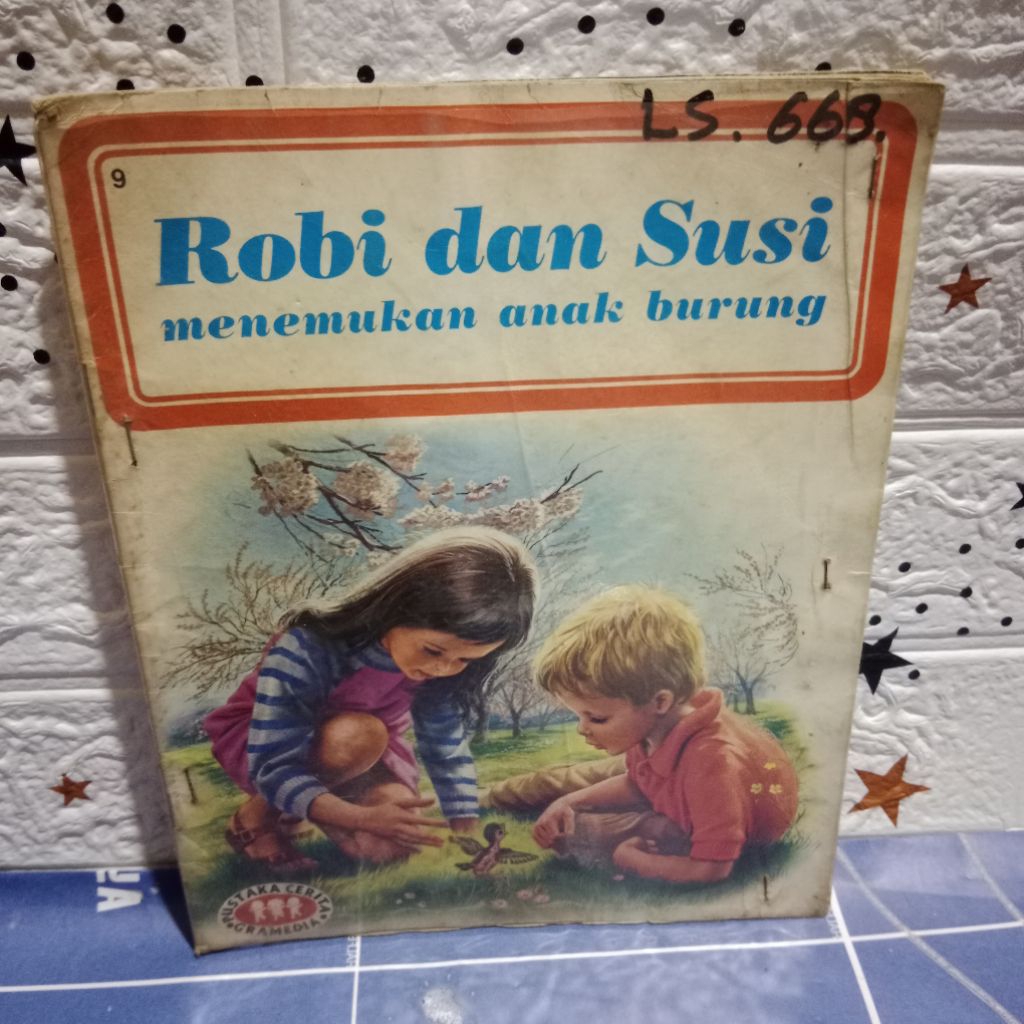 LS. 668.
9
Robi dan Susi
menemukan anak burung
PUSTAKA CERITA
GRAMEDIA